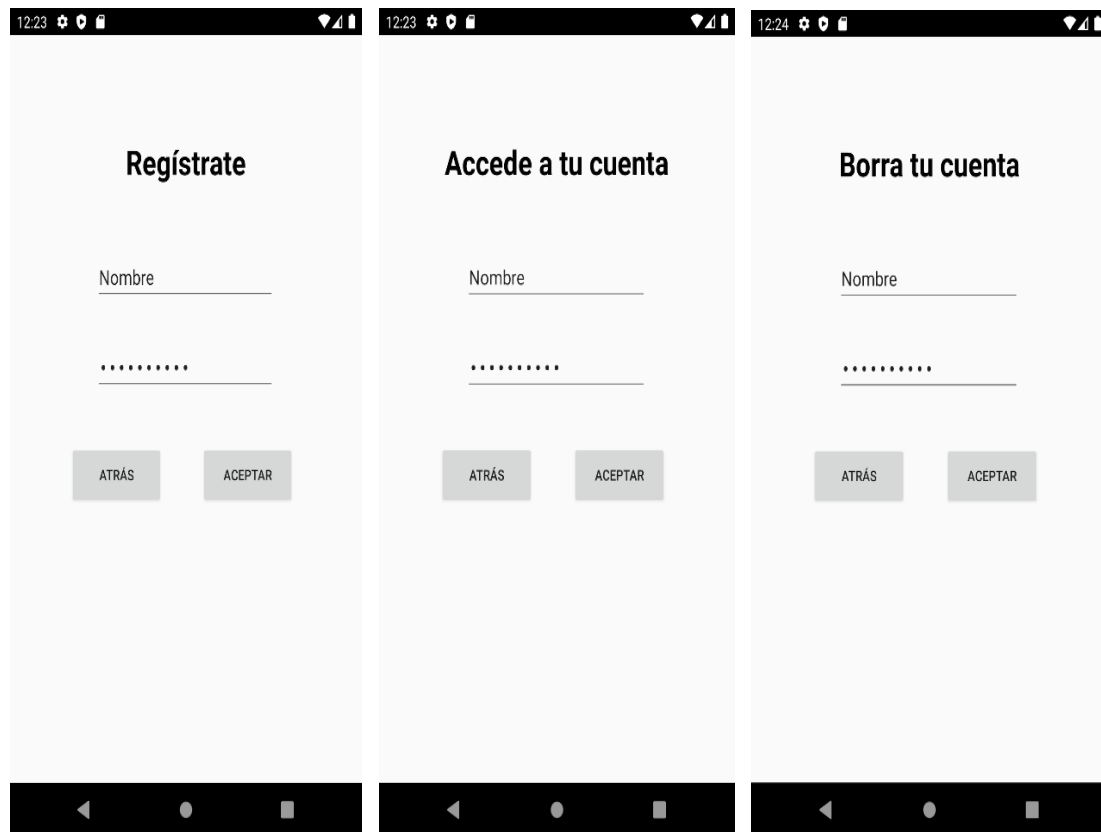 12:23
Regístrate
Nombre
••••••••••
ATRÁS
ACEPTAR
12:23
Accede a tu cuenta
Nombre
••••••••••
ATRÁS
ACEPTAR
12:24
Borra tu cuenta
Nombre
••••••••••
ATRÁS
ACEPTAR